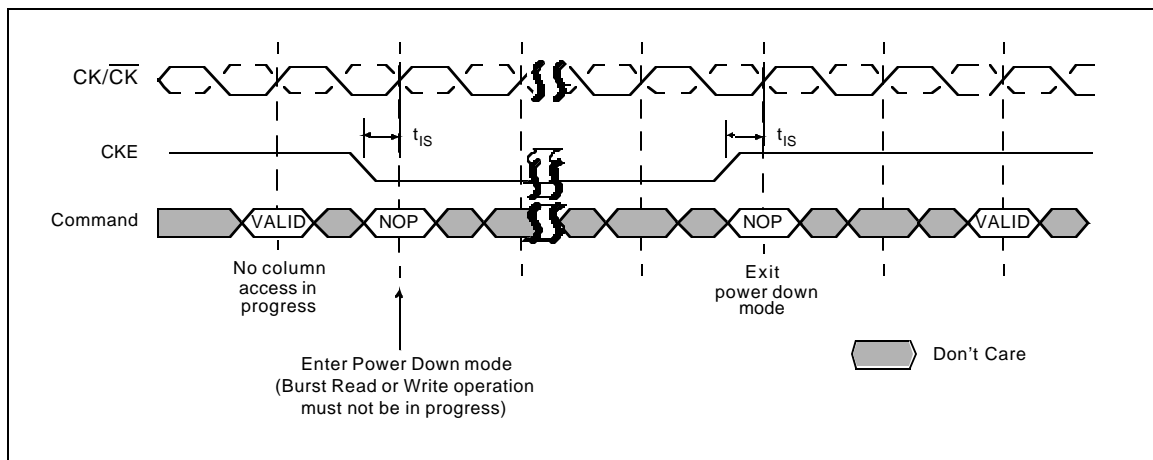 CK/C̅K̅
t_IS
t_IS
CKE
Command
VALID
NOP
NOP
VALID
No column
access in
progress
Exit
power down
mode
Don't Care
Enter Power Down mode
(Burst Read or Write operation
must not be in progress)